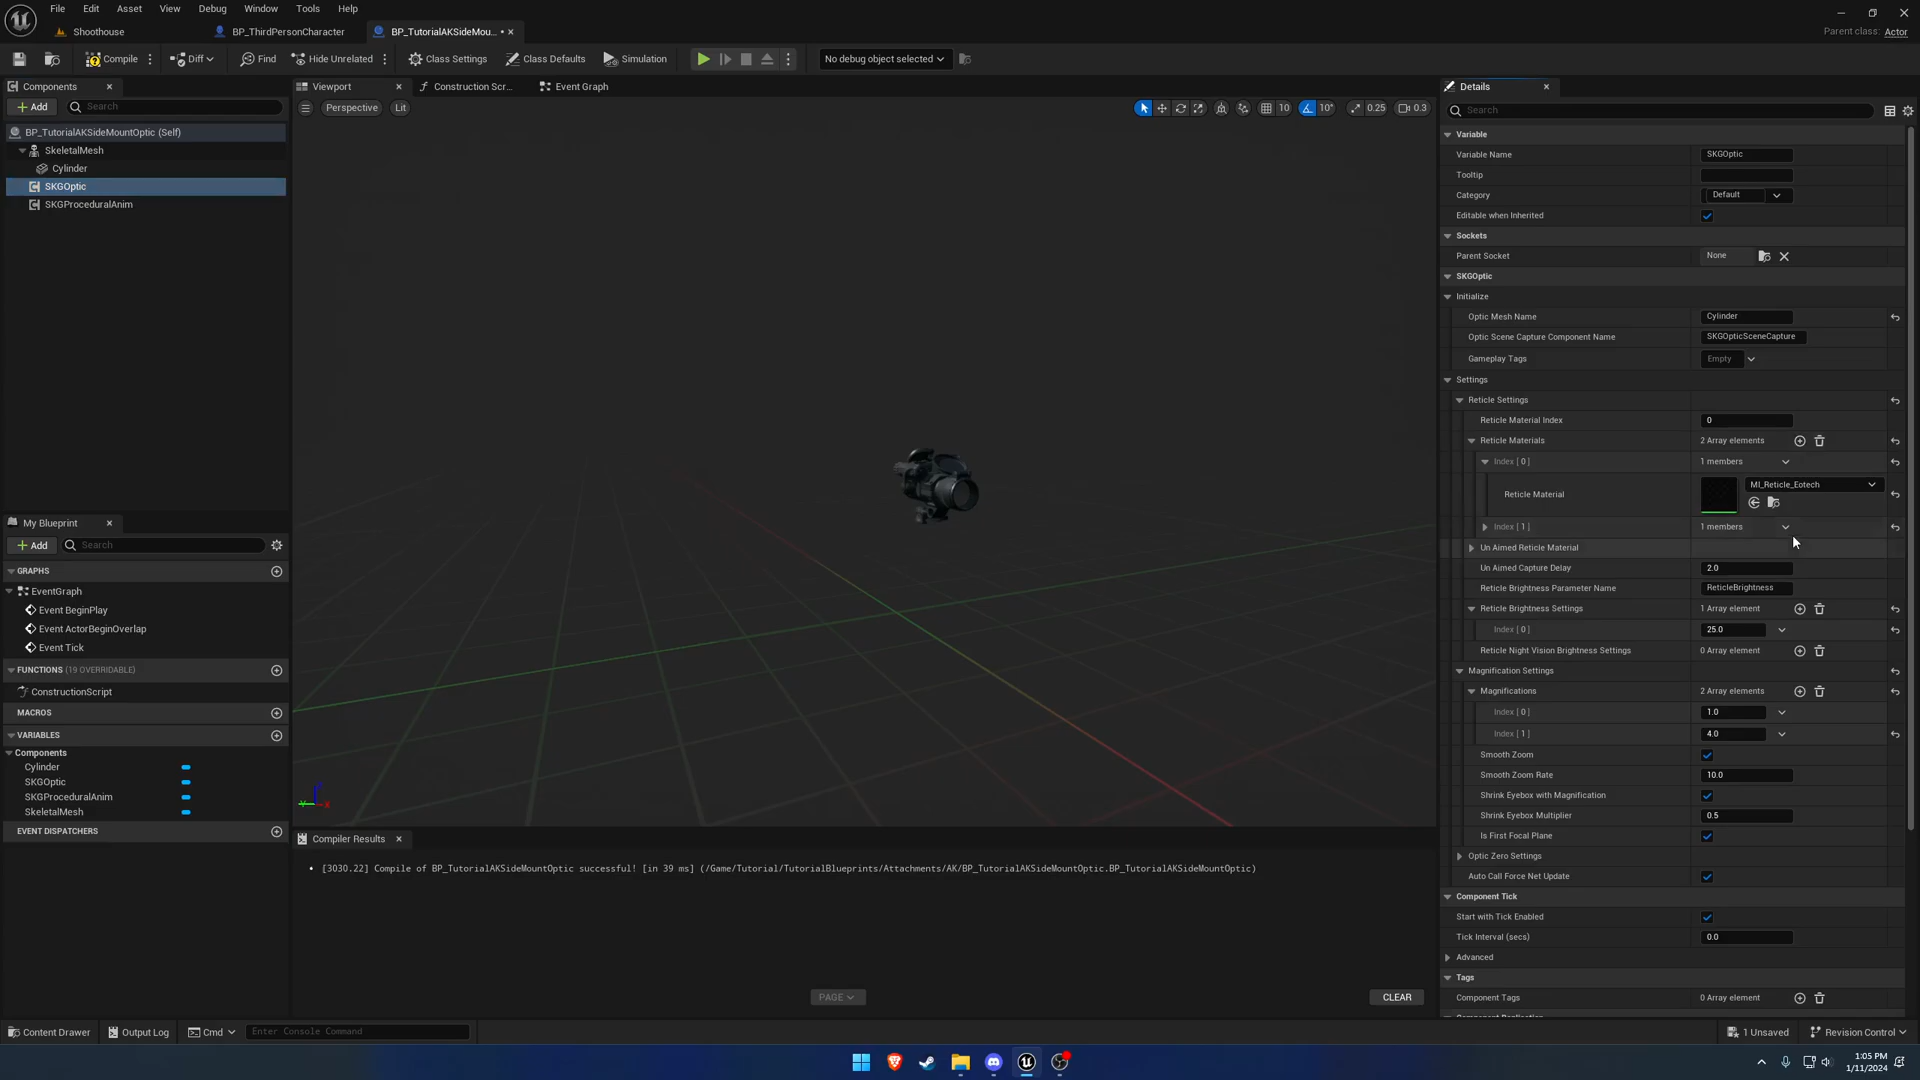 File Edit Asset View Debug Window Tools Help
Shoothouse BP_ThirdPersonCharacter BP_TutorialAKSideMou... •
Parent class: Actor
Compile Diff Find Hide Unrelated Class Settings Class Defaults Simulation No debug object selected
Components
Add Search
BP_TutorialAKSideMountOptic (Self)
SkeletalMesh
Cylinder
SKGOptic
SKGProceduralAnim
My Blueprint
Add Search
GRAPHS
EventGraph
Event BeginPlay
Event ActorBeginOverlap
Event Tick
FUNCTIONS (19 OVERRIDABLE)
ConstructionScript
MACROS
VARIABLES
Components
Cylinder
SKGOptic
SKGProceduralAnim
SkeletalMesh
EVENT DISPATCHERS
Viewport Construction Scr... Event Graph
Perspective Lit
10 10° 0.25 0.3
Compiler Results
[3030.22] Compile of BP_TutorialAKSideMountOptic successful! [in 39 ms] (/Game/Tutorial/TutorialBlueprints/Attachments/AK/BP_TutorialAKSideMountOptic.BP_TutorialAKSideMountOptic)
PAGE CLEAR
Details
Search
Variable
Variable Name SKGOptic
Tooltip
Category Default
Editable when Inherited
Sockets
Parent Socket None
SKGOptic
Initialize
Optic Mesh Name Cylinder
Optic Scene Capture Component Name SKGOpticSceneCapture
Gameplay Tags Empty
Settings
Reticle Settings
Reticle Material Index 0
Reticle Materials 2 Array elements
Index [ 0 ] 1 members
Reticle Material MI_Reticle_Eotech
Index [ 1 ] 1 members
Un Aimed Reticle Material
Un Aimed Capture Delay 2.0
Reticle Brightness Parameter Name ReticleBrightness
Reticle Brightness Settings 1 Array element
Index [ 0 ] 25.0
Reticle Night Vision Brightness Settings 0 Array element
Magnification Settings
Magnifications 2 Array elements
Index [ 0 ] 1.0
Index [ 1 ] 4.0
Smooth Zoom
Smooth Zoom Rate 10.0
Shrink Eyebox with Magnification
Shrink Eyebox Multiplier 0.5
Is First Focal Plane
Optic Zero Settings
Auto Call Force Net Update
Component Tick
Start with Tick Enabled
Tick Interval (secs) 0.0
Advanced
Tags
Component Tags 0 Array element
Component Replication
Content Drawer Output Log Cmd Enter Console Command 1 Unsaved Revision Control
1:05 PM
1/11/2024